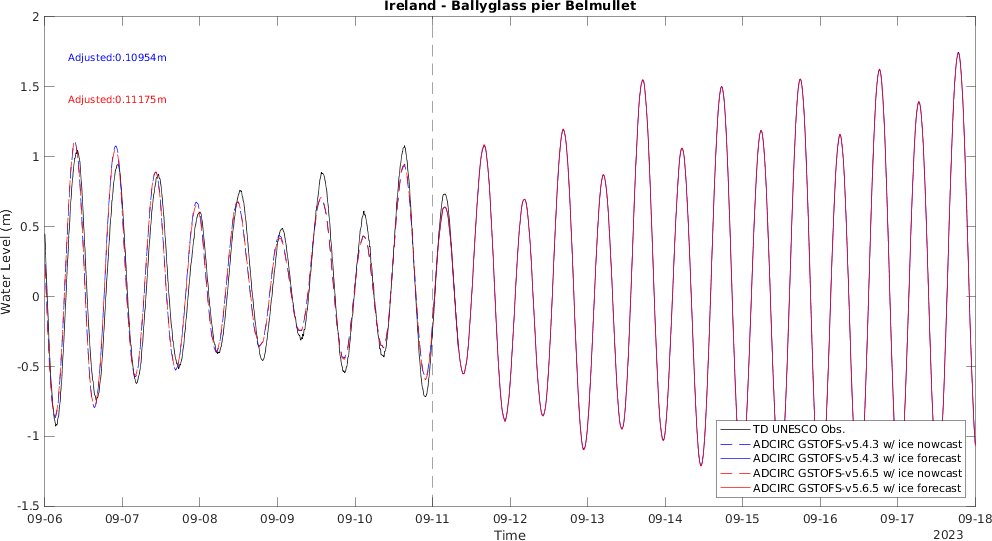 Ireland - Ballyglass pier Belmullet
2
1.5
1
0.5
0
-0.5
-1
-1.5
Water Level (m)
Adjusted:0.10954m
Adjusted:0.11175m
TD UNESCO Obs.
ADCIRC GSTOFS-v5.4.3 w/ ice nowcast
ADCIRC GSTOFS-v5.4.3 w/ ice forecast
ADCIRC GSTOFS-v5.6.5 w/ ice nowcast
ADCIRC GSTOFS-v5.6.5 w/ ice forecast
09-06 09-07 09-08 09-09 09-10 09-11 09-12 09-13 09-14 09-15 09-16 09-17 09-18
Time
2023